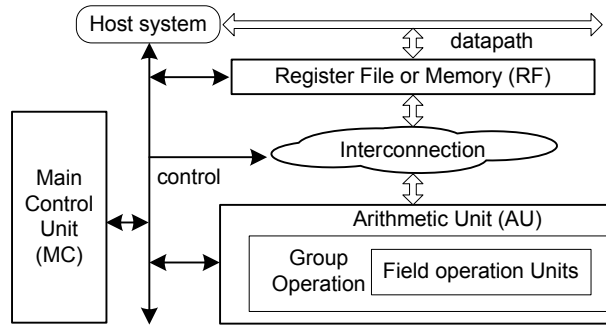 Host system
datapath
Register File or Memory (RF)
Interconnection
control
Main
Control
Unit
(MC)
Arithmetic Unit (AU)
Group
Operation
Field operation Units